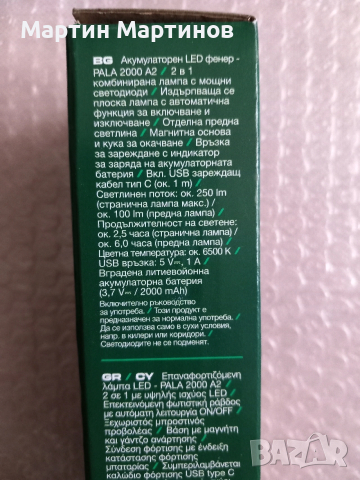 Мартин Мартинов
Мартин Мартинов
BG Акумулаторен LED фенер -
PALA 2000 A2 / 2 в 1
комбинирана лампа с мощни
светодиоди / Издърпваща се
плоска лампа с автоматична
функция за включване и
изключване / Отделна предна
светлина / Магнитна основа
и кука за окачване / Връзка
за зареждане с индикатор
за заряда на акумулаторната
батерия / Вкл. USB зареждащ
кабел тип C (ок. 1 m) /
Светлинен поток: ок. 250 lm
(странична лампа макс.) /
ок. 100 lm (предна лампа) /
Продължителност на светене:
ок. 2,5 часа (странична лампа) /
ок. 6,0 часа (предна лампа) /
Цветна температура: ок. 6500 K /
USB връзка: 5 V, 1 A /
Вградена литиевойонна
акумулаторна батерия
(3,7 V / 2000 mAh)
Включително ръководство
за употреба. / Този продукт е
предназначен за нормална употреба. /
Да се използва само в сухи условия,
напр. в килери или коридори. /
Светодиодите не се подменят.
GR / CY Επαναφορτιζόμενη
λάμπα LED - PALA 2000 A2 /
2 σε 1 με υψηλής ισχύος LED /
Επεκτεινόμενη φωτιστική ράβδος
με αυτόματη λειτουργία ON/OFF /
Ξεχωριστός μπροστινός
προβολέας / Βάση με μαγνήτη
και γάντζο ανάρτησης /
Σύνδεση φόρτισης με ένδειξη
κατάστασης φόρτισης
μπαταρίας / Συμπεριλαμβάνεται
καλώδιο φόρτισης USB type C
BAZAR